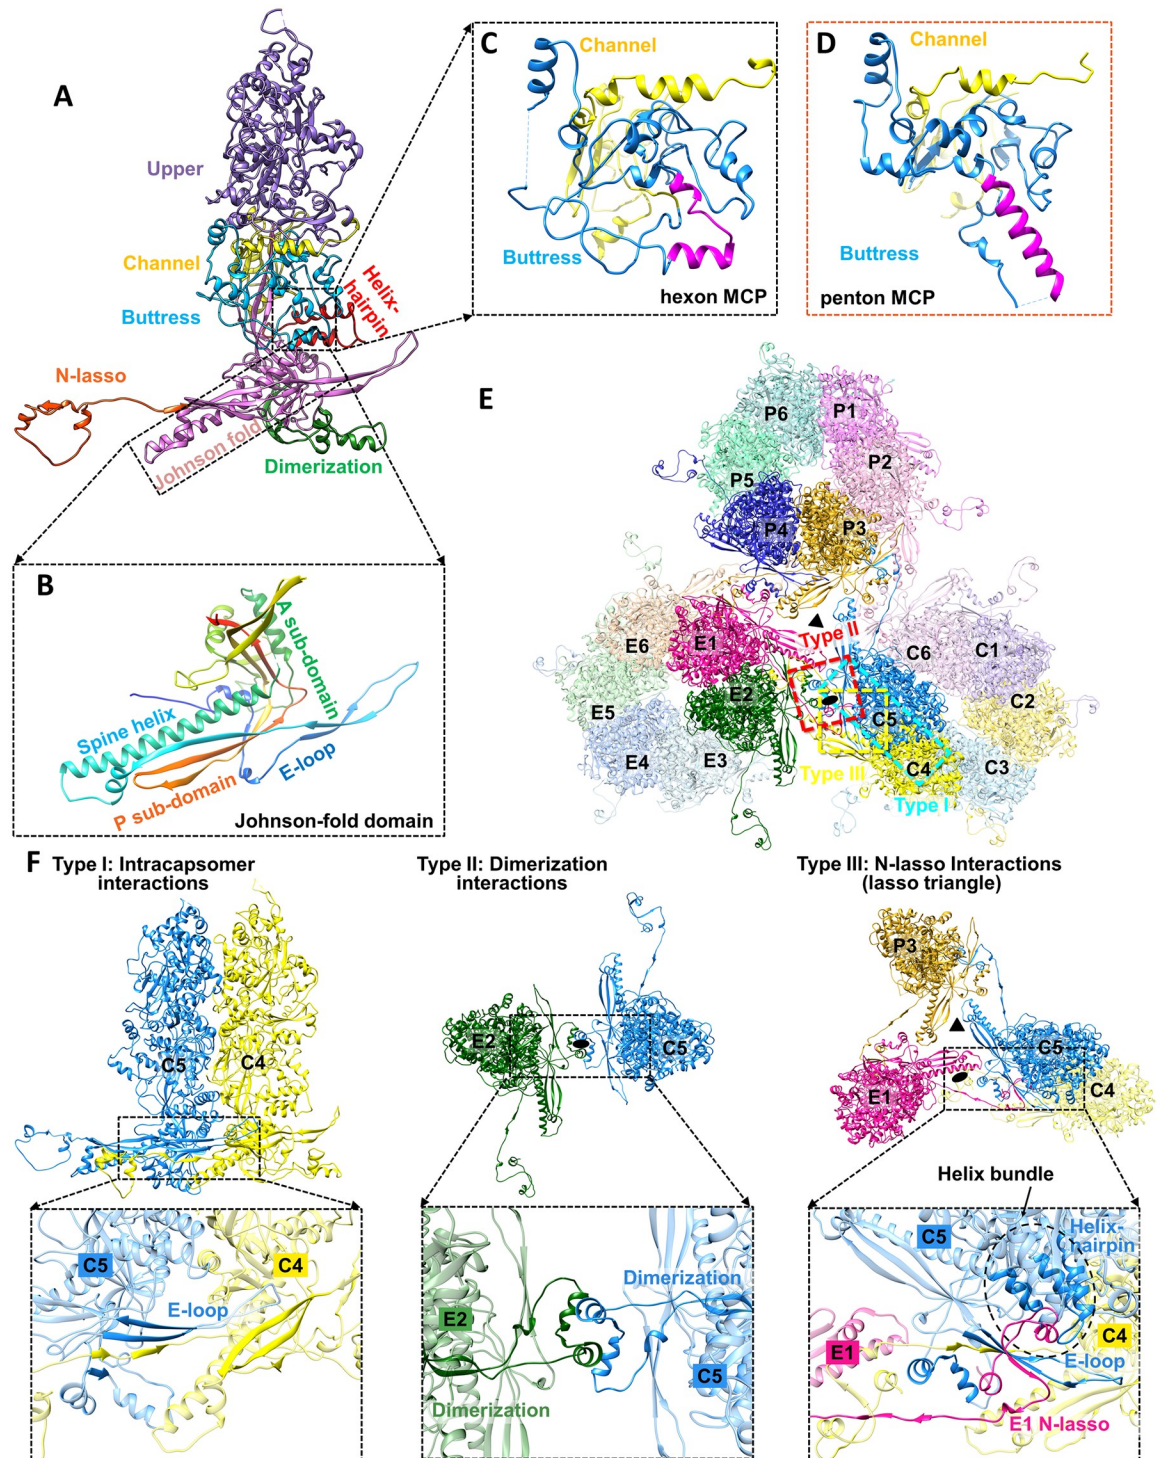 A
Upper
Channel
Buttress
Helix-
hairpin
N-lasso
Johnson fold
Dimerization
C
Channel
Buttress
hexon MCP
D
Channel
Buttress
penton MCP
B
A sub-domain
Spine helix
E-loop
P sub-domain
Johnson-fold domain
E
P6
P1
P2
P5
P4
P3
Type II
E6
E1
C6
C1
E2
C2
E5
C5
E4
E3
C4
C3
Type III
Type I
F
Type I: Intracapsomer
interactions
C5
C4
C5
C4
E-loop
Type II: Dimerization
interactions
E2
C5
Dimerization
E2
C5
Dimerization
Type III: N-lasso Interactions
(lasso triangle)
P3
C5
C4
E1
Helix bundle
C5
Helix-
hairpin
C4
E1
E-loop
E1 N-lasso